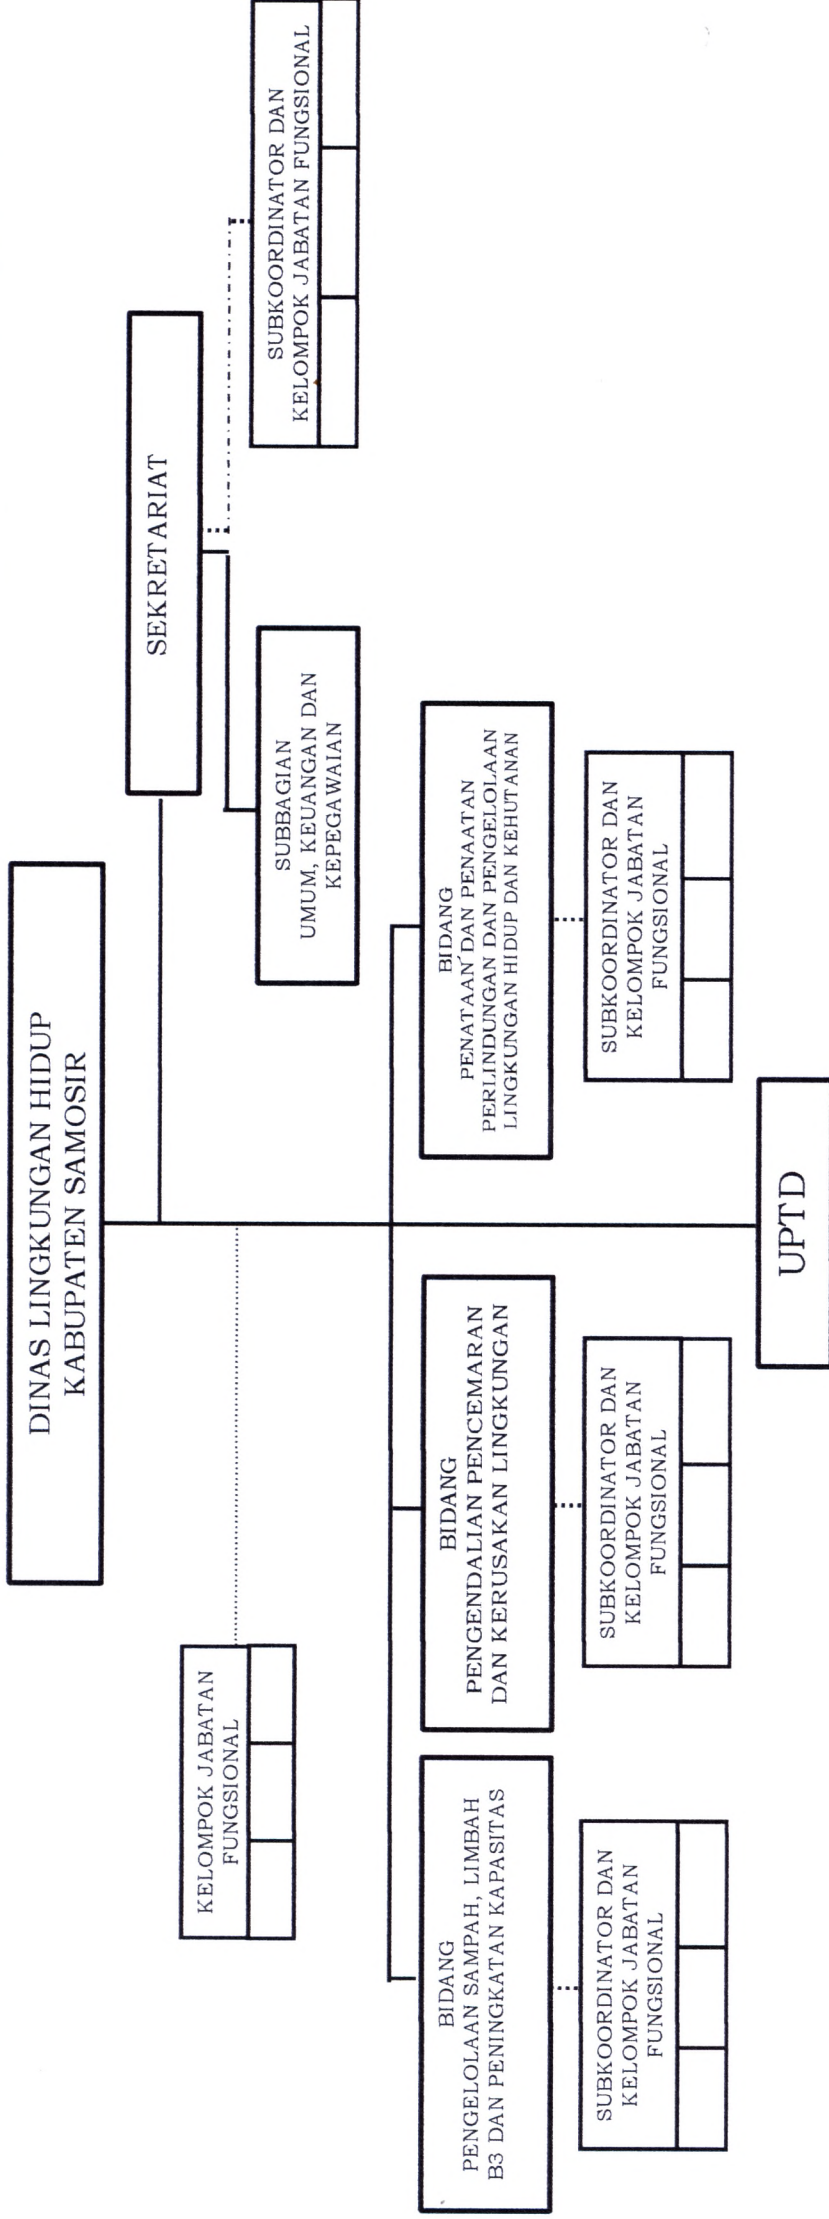 DINAS LINGKUNGAN HIDUP
KABUPATEN SAMOSIR
SEKRETARIAT
KELOMPOK JABATAN
FUNGSIONAL
SUBBAGIAN
UMUM, KEUANGAN DAN
KEPEGAWAIAN
SUBKOORDINATOR DAN
KELOMPOK JABATAN FUNGSIONAL
BIDANG
PENGELOLAAN SAMPAH, LIMBAH
B3 DAN PENINGKATAN KAPASITAS
BIDANG
PENGENDALIAN PENCEMARAN
DAN KERUSAKAN LINGKUNGAN
BIDANG
PENATAAN DAN PENAATAN
PERLINDUNGAN DAN PENGELOLAAN
LINGKUNGAN HIDUP DAN KEHUTANAN
SUBKOORDINATOR DAN
KELOMPOK JABATAN
FUNGSIONAL
SUBKOORDINATOR DAN
KELOMPOK JABATAN
FUNGSIONAL
SUBKOORDINATOR DAN
KELOMPOK JABATAN
FUNGSIONAL
UPTD